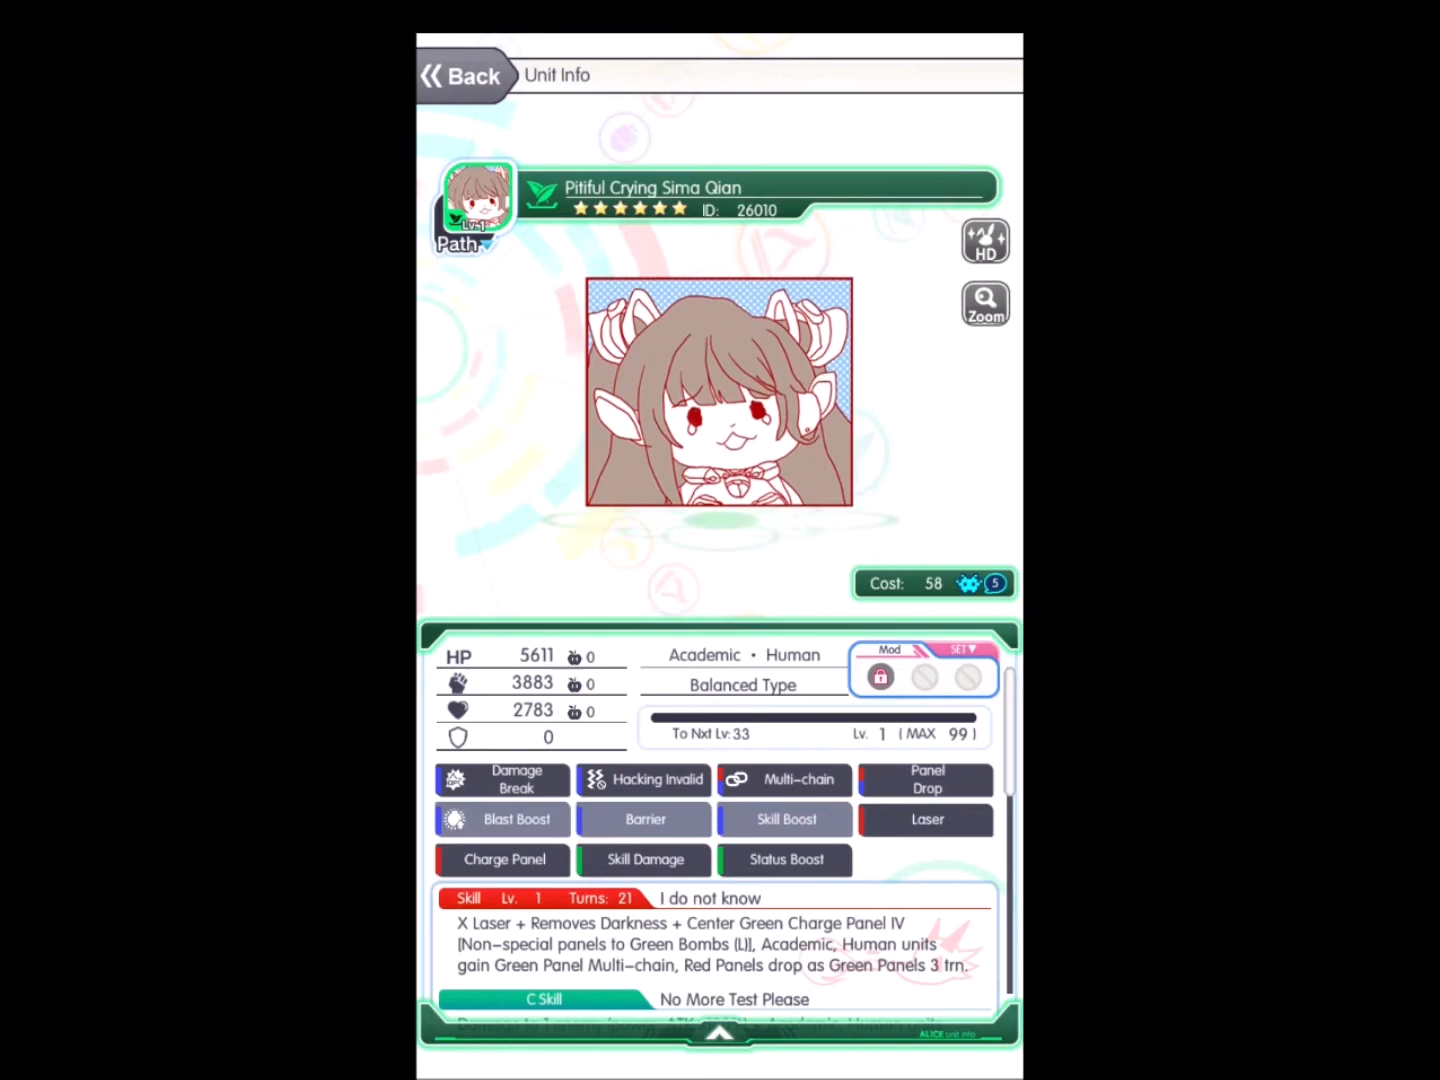 Back
Unit Info
Pitiful Crying Sima Qian
ID: 26010
Lv.1
Path
HD
Zoom
Cost: 58 5
HP 5611 0
3883 0
2783 0
0
Academic • Human
Balanced Type
Mod SET▼
To Nxt Lv:33 Lv. 1 ( MAX 99 )
Damage Break
Hacking Invalid
Multi-chain
Panel Drop
Blast Boost
Barrier
Skill Boost
Laser
Charge Panel
Skill Damage
Status Boost
Skill Lv. 1 Turns: 21 I do not know
X Laser + Removes Darkness + Center Green Charge Panel IV
[Non-special panels to Green Bombs (L)], Academic, Human units
gain Green Panel Multi-chain, Red Panels drop as Green Panels 3 trn.
C Skill No More Test Please
ALICE unit info.